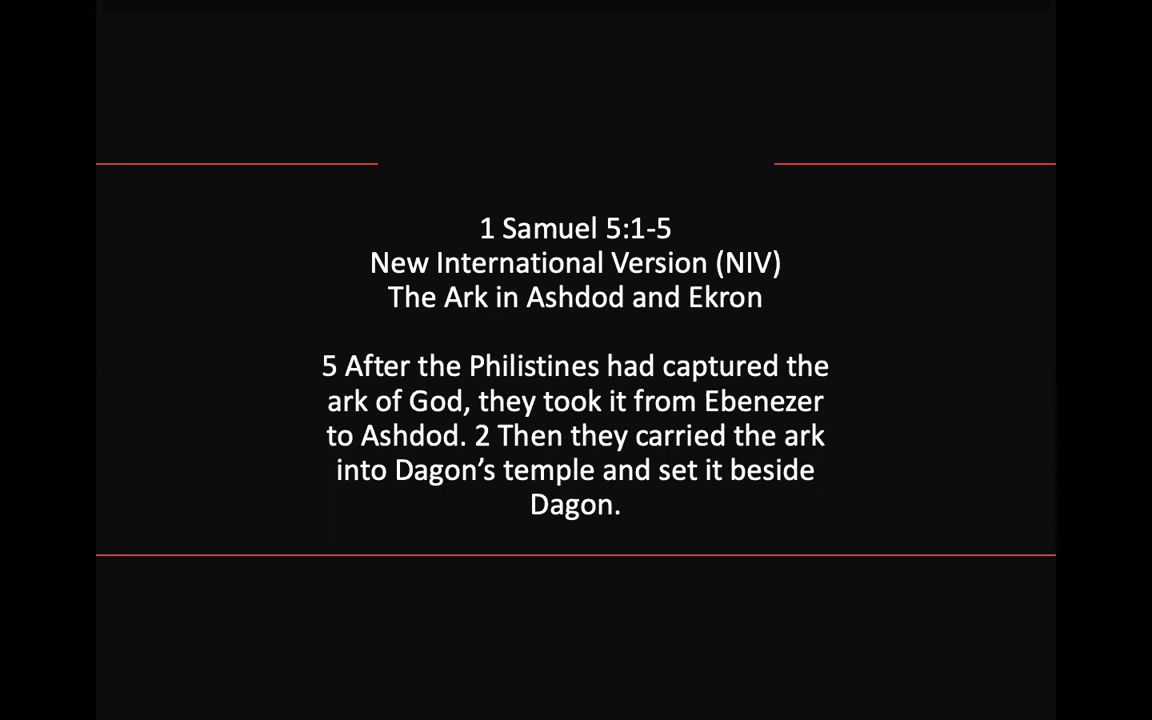 1 Samuel 5:1-5
New International Version (NIV)
The Ark in Ashdod and Ekron
5 After the Philistines had captured the
ark of God, they took it from Ebenezer
to Ashdod. 2 Then they carried the ark
into Dagon’s temple and set it beside
Dagon.